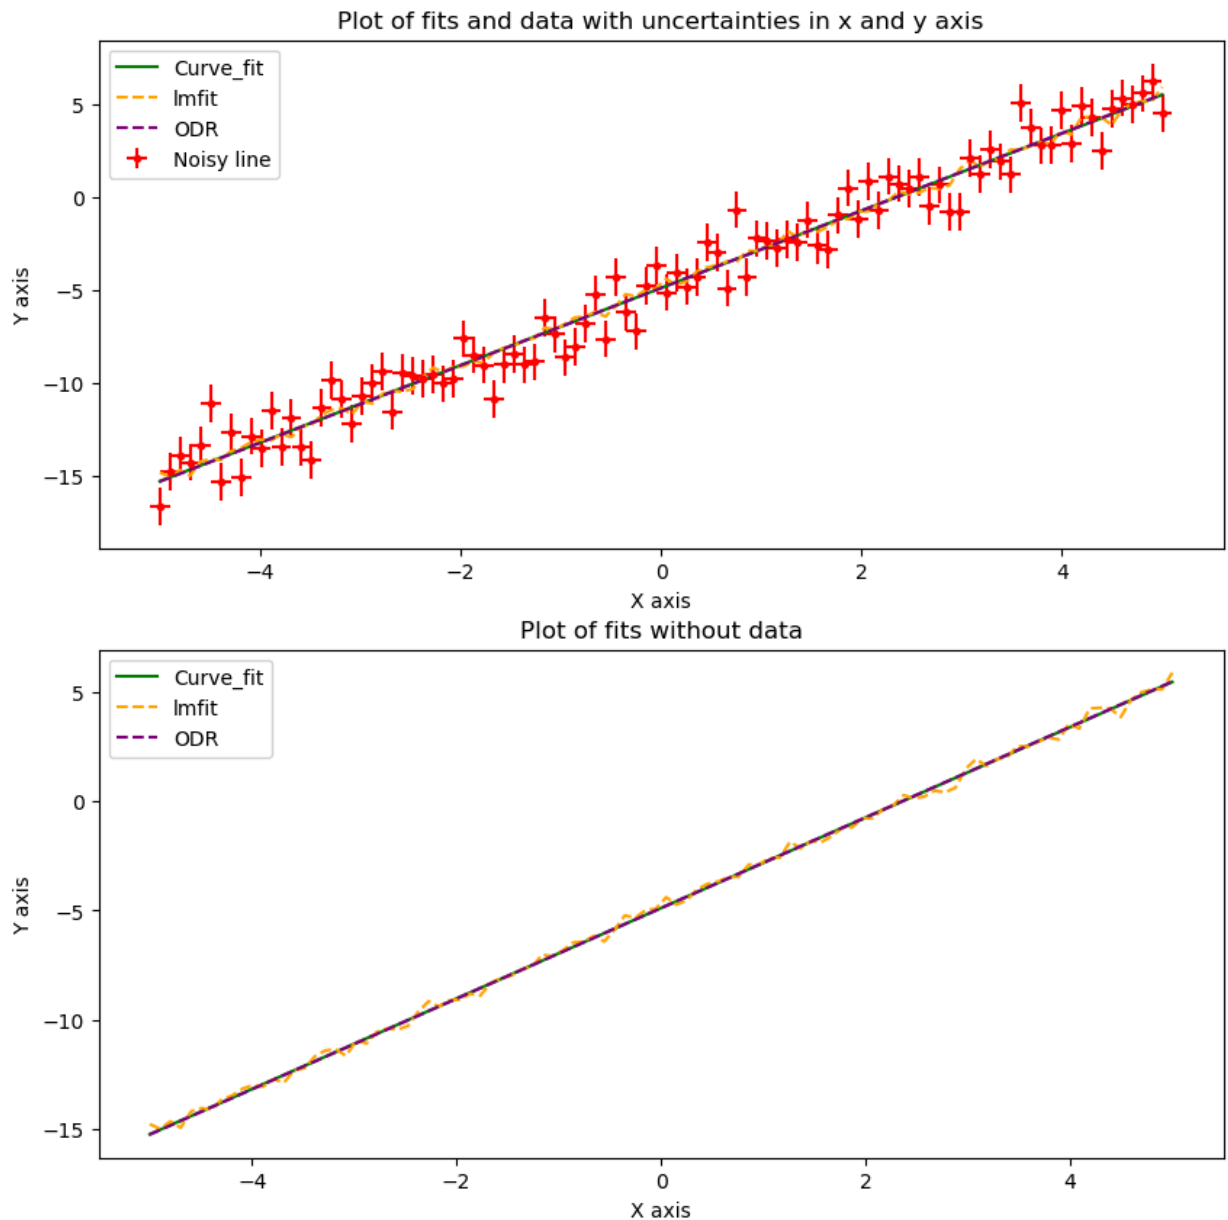 Plot of fits and data with uncertainties in x and y axis
Curve_fit
lmfit
ODR
Noisy line
5
0
−5
−10
−15
Y axis
−4 −2 0 2 4
X axis
Plot of fits without data
Curve_fit
lmfit
ODR
5
0
−5
−10
−15
Y axis
−4 −2 0 2 4
X axis